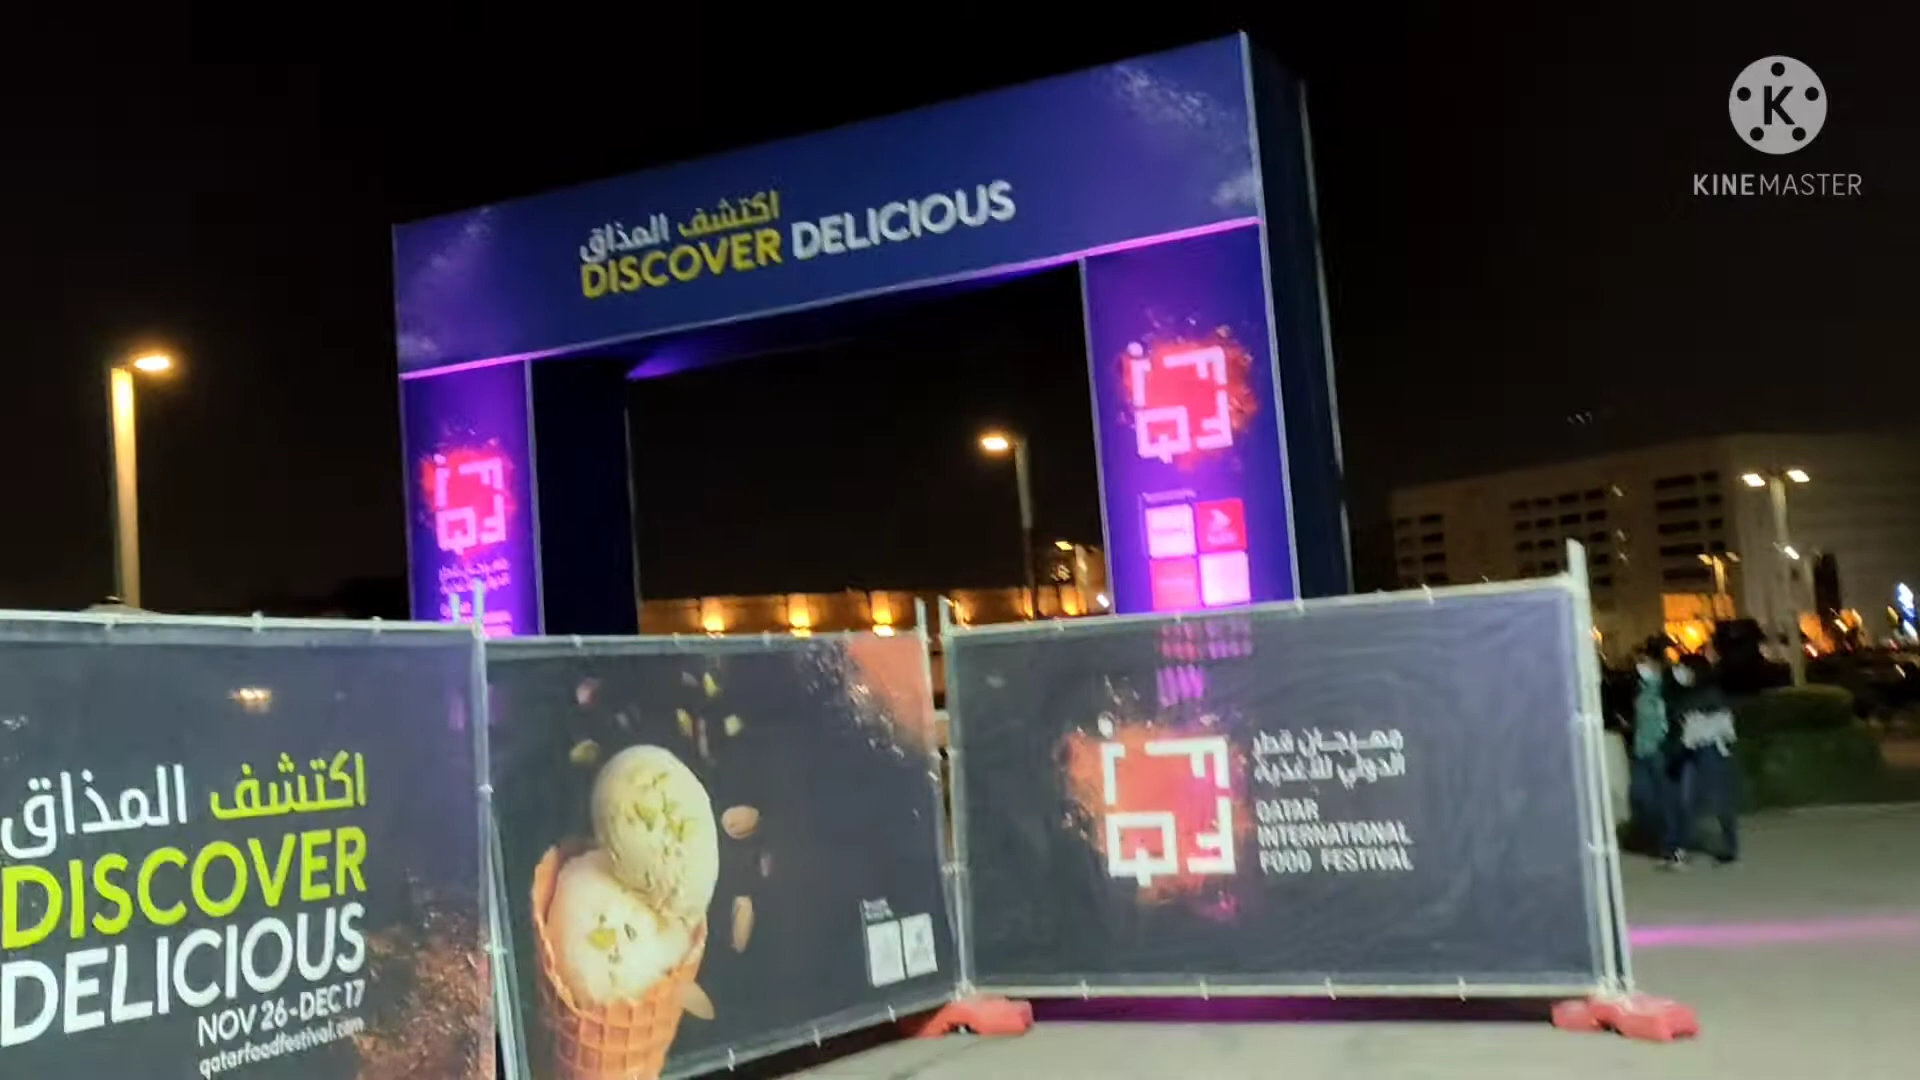 اكتشف المذاق
DISCOVER DELICIOUS
K
KINEMASTER
اكتشف المذاق
DISCOVER
DELICIOUS
NOV 26-DEC 17
qatarfoodfestival.com
مهرجان قطر
الدولي للأغذية
QATAR
INTERNATIONAL
FOOD FESTIVAL